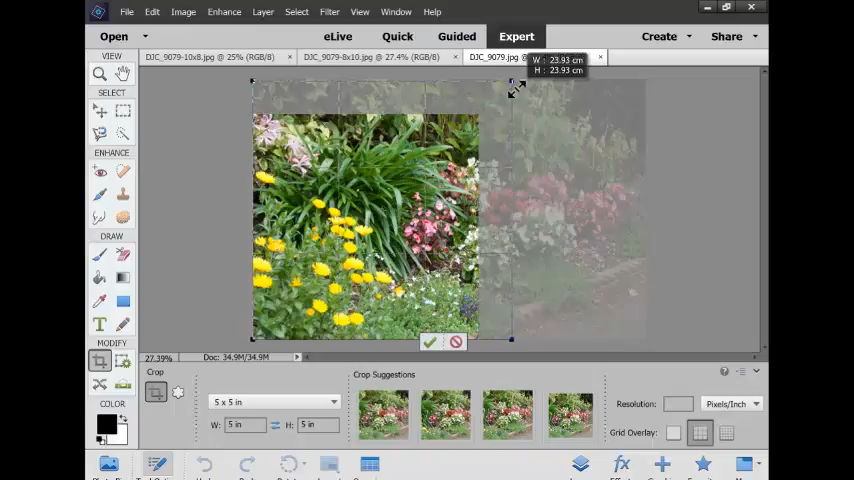 File Edit Image Enhance Layer Select Filter View Window Help
Open eLive Quick Guided Expert Create Share
DJC_9079-10x8.jpg @ 25% (RGB/8) × DJC_9079-8x10.jpg @ 27.4% (RGB/8) × DJC_9079.jpg @ ×
W : 23.93 cm
H : 23.93 cm
VIEW
SELECT
ENHANCE
DRAW
MODIFY
COLOR
27.39% Doc: 34.9M/34.9M
Crop
5 x 5 in
W: 5 in H: 5 in
Crop Suggestions
Resolution: Pixels/Inch
Grid Overlay: